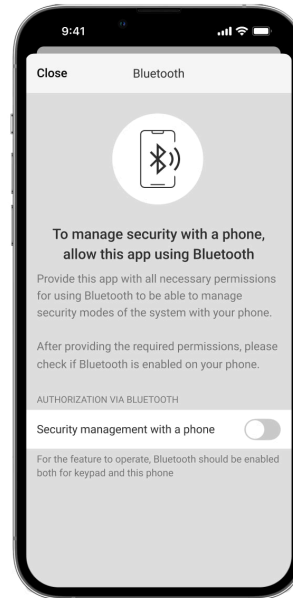 9:41
Close
Bluetooth
To manage security with a phone,
allow this app using Bluetooth
Provide this app with all necessary permissions
for using Bluetooth to be able to manage
security modes of the system with your phone.
After providing the required permissions, please
check if Bluetooth is enabled on your phone.
AUTHORIZATION VIA BLUETOOTH
Security management with a phone
For the feature to operate, Bluetooth should be enabled
both for keypad and this phone